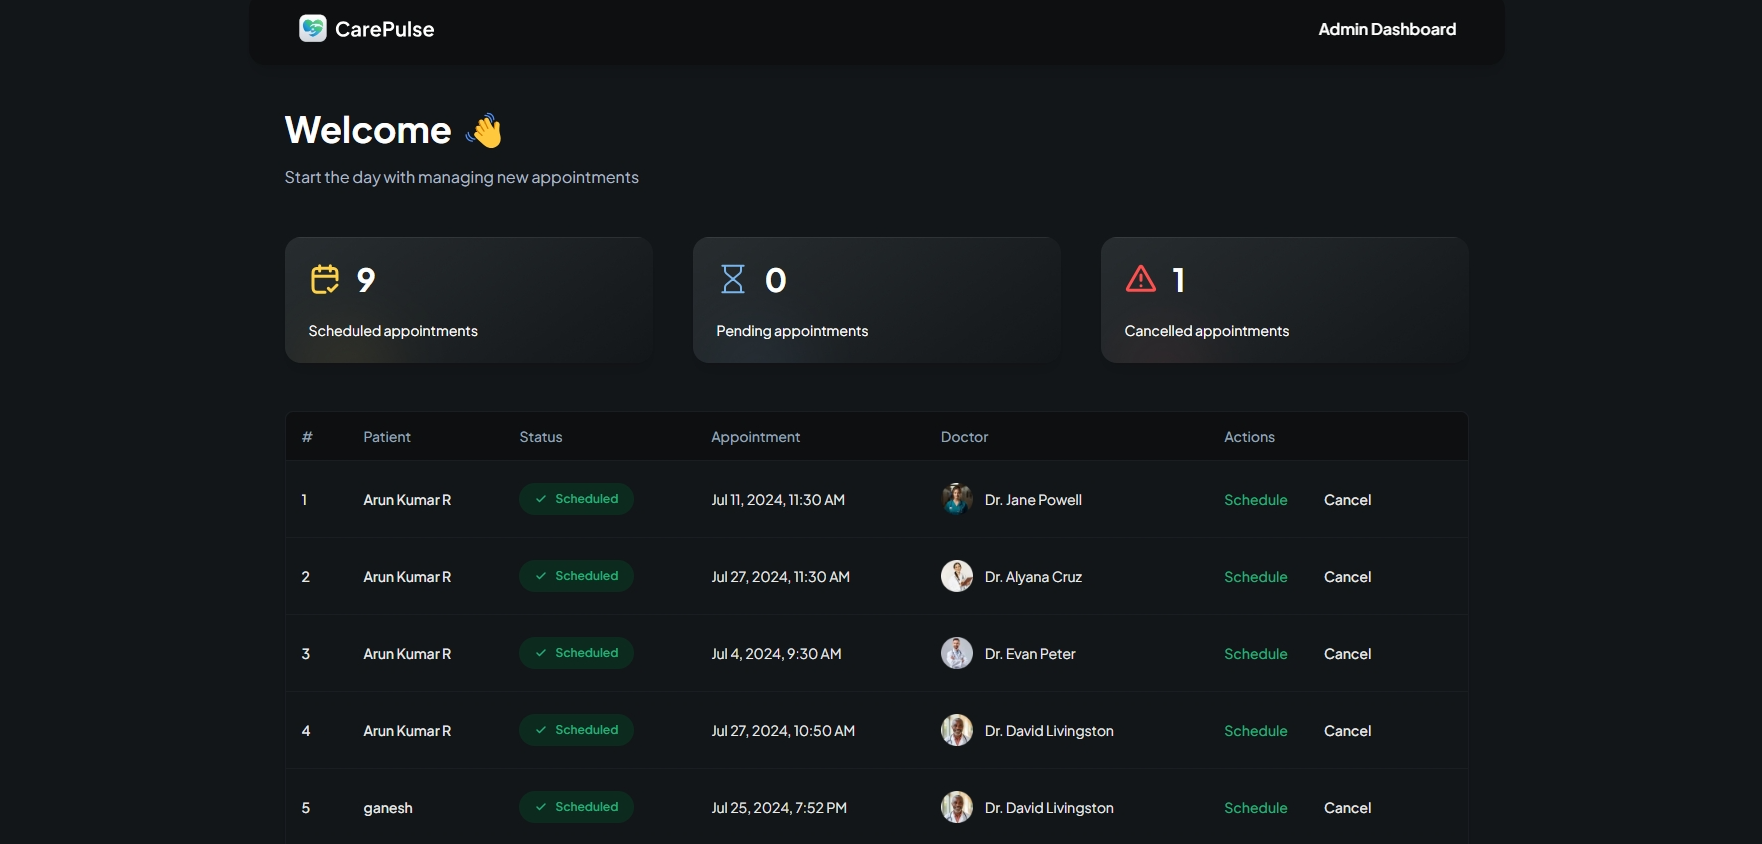 CarePulse
Admin Dashboard
Welcome 👋
Start the day with managing new appointments
9
Scheduled appointments
0
Pending appointments
1
Cancelled appointments
# Patient Status Appointment Doctor Actions
1 Arun Kumar R Scheduled Jul 11, 2024, 11:30 AM Dr. Jane Powell Schedule Cancel
2 Arun Kumar R Scheduled Jul 27, 2024, 11:30 AM Dr. Alyana Cruz Schedule Cancel
3 Arun Kumar R Scheduled Jul 4, 2024, 9:30 AM Dr. Evan Peter Schedule Cancel
4 Arun Kumar R Scheduled Jul 27, 2024, 10:50 AM Dr. David Livingston Schedule Cancel
5 ganesh Scheduled Jul 25, 2024, 7:52 PM Dr. David Livingston Schedule Cancel